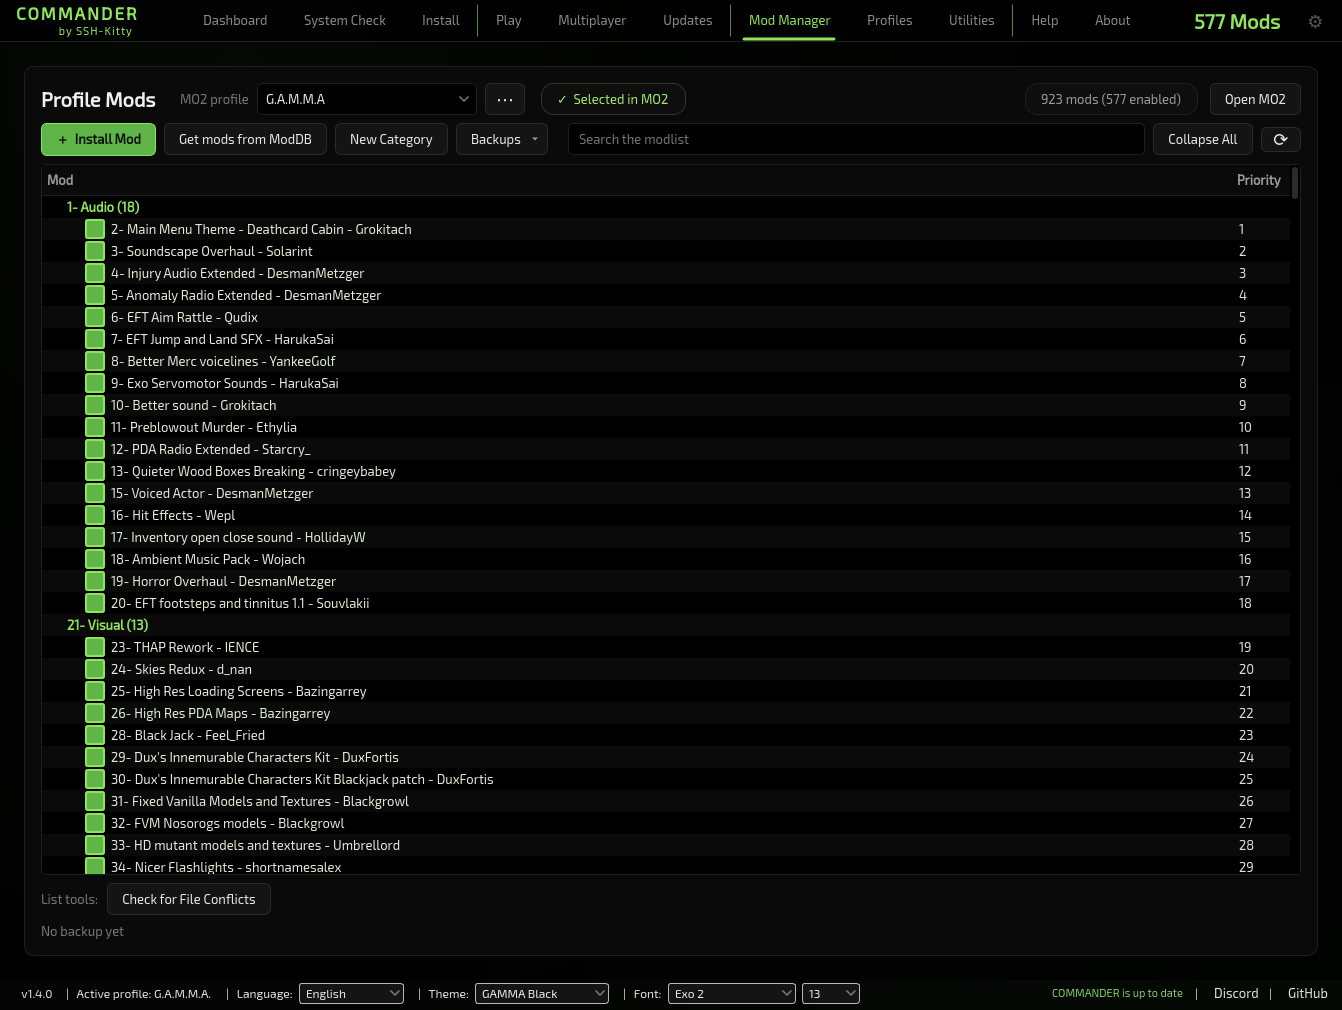 COMMANDER
by SSH-Kitty
Dashboard
System Check
Install
Play
Multiplayer
Updates
Mod Manager
Profiles
Utilities
Help
About
577 Mods
Profile Mods
MO2 profile
G.A.M.M.A
...
✓ Selected in MO2
923 mods (577 enabled)
Open MO2
+ Install Mod
Get mods from ModDB
New Category
Backups
Search the modlist
Collapse All
Mod
Priority
1- Audio (18)
2- Main Menu Theme - Deathcard Cabin - Grokitach 1
3- Soundscape Overhaul - Solarint 2
4- Injury Audio Extended - DesmanMetzger 3
5- Anomaly Radio Extended - DesmanMetzger 4
6- EFT Aim Rattle - Qudix 5
7- EFT Jump and Land SFX - HarukaSai 6
8- Better Merc voicelines - YankeeGolf 7
9- Exo Servomotor Sounds - HarukaSai 8
10- Better sound - Grokitach 9
11- Preblowout Murder - Ethylia 10
12- PDA Radio Extended - Starcry_ 11
13- Quieter Wood Boxes Breaking - cringeybabey 12
15- Voiced Actor - DesmanMetzger 13
16- Hit Effects - Wepl 14
17- Inventory open close sound - HollidayW 15
18- Ambient Music Pack - Wojach 16
19- Horror Overhaul - DesmanMetzger 17
20- EFT footsteps and tinnitus 1.1 - Souvlakii 18
21- Visual (13)
23- THAP Rework - IENCE 19
24- Skies Redux - d_nan 20
25- High Res Loading Screens - Bazingarrey 21
26- High Res PDA Maps - Bazingarrey 22
28- Black Jack - Feel_Fried 23
29- Dux's Innemurable Characters Kit - DuxFortis 24
30- Dux's Innemurable Characters Kit Blackjack patch - DuxFortis 25
31- Fixed Vanilla Models and Textures - Blackgrowl 26
32- FVM Nosorogs models - Blackgrowl 27
33- HD mutant models and textures - Umbrellord 28
34- Nicer Flashlights - shortnamesalex 29
List tools:
Check for File Conflicts
No backup yet
v1.4.0 | Active profile: G.A.M.M.A. | Language: English | Theme: GAMMA Black | Font: Exo 2 13
COMMANDER is up to date | Discord | GitHub